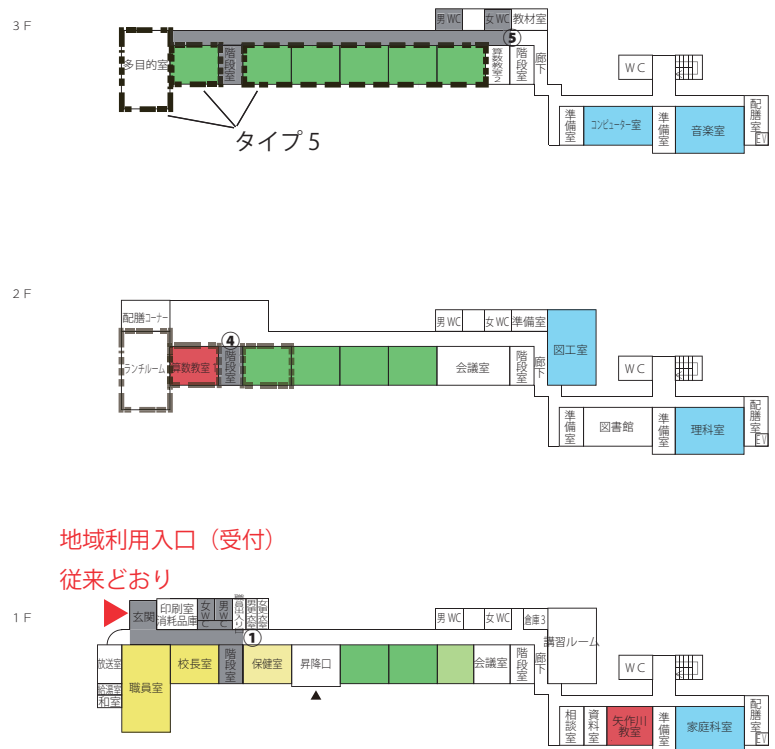 3F
男WC
女WC
教材室
⑤
多目的室
階段室
算数教室2
階段室
廊下
WC
準備室
コンピューター室
準備室
音楽室
配膳室
EV
タイプ5
2F
配膳コーナー
男WC
女WC
準備室
④
ランチルーム
算数教室1
階段室
会議室
階段室
廊下
図工室
WC
準備室
図書館
準備室
理科室
配膳室
EV
地域利用入口（受付）
従来どおり
1F
玄関
印刷室
消耗品庫
女WC
男WC
男WC
女WC
倉庫3
①
講習ルーム
放送室
職員室
校長室
階段室
保健室
昇降口
会議室
階段室
廊下
WC
給湯室
和室
▲
相談室
資料室
矢作川
教室
準備室
家庭科室
配膳室
EV